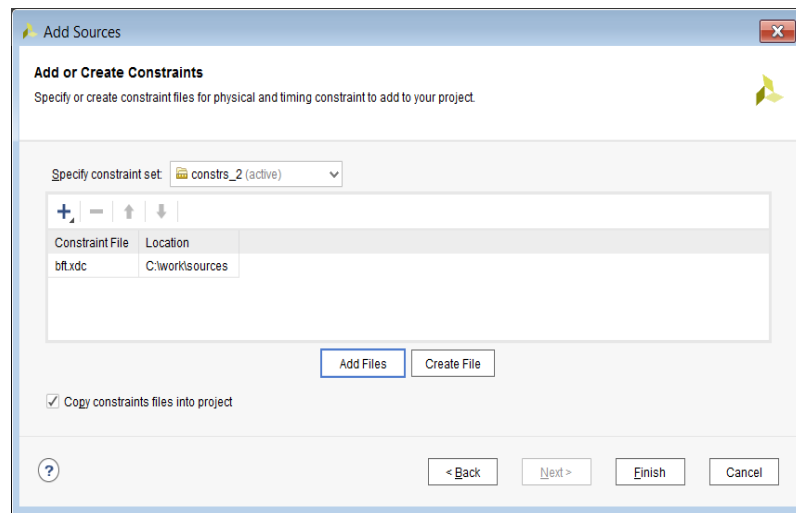 Add Sources
Add or Create Constraints
Specify or create constraint files for physical and timing constraint to add to your project.
Specify constraint set: constrs_2 (active)
Constraint File Location
bft.xdc C:\work\sources
Add Files Create File
Copy constraints files into project
? < Back Next > Finish Cancel